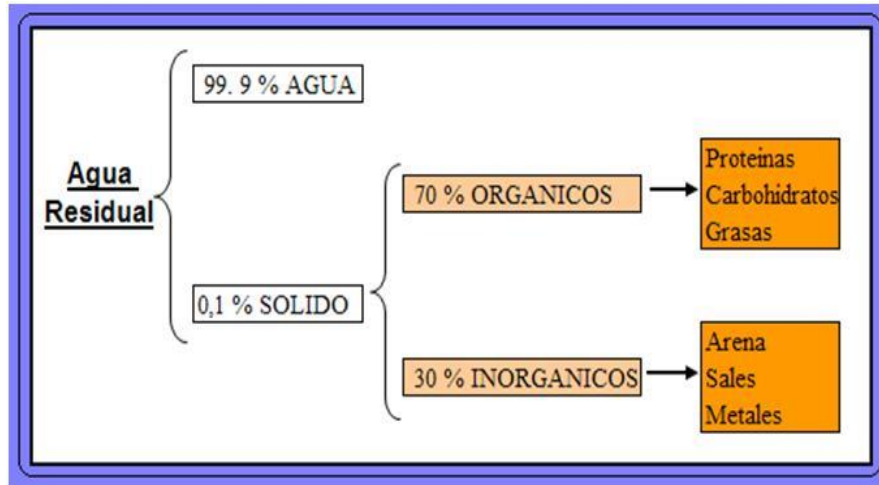 Agua
Residual
99. 9 % AGUA
0,1 % SOLIDO
70 % ORGANICOS
Proteinas
Carbohidratos
Grasas
30 % INORGANICOS
Arena
Sales
Metales